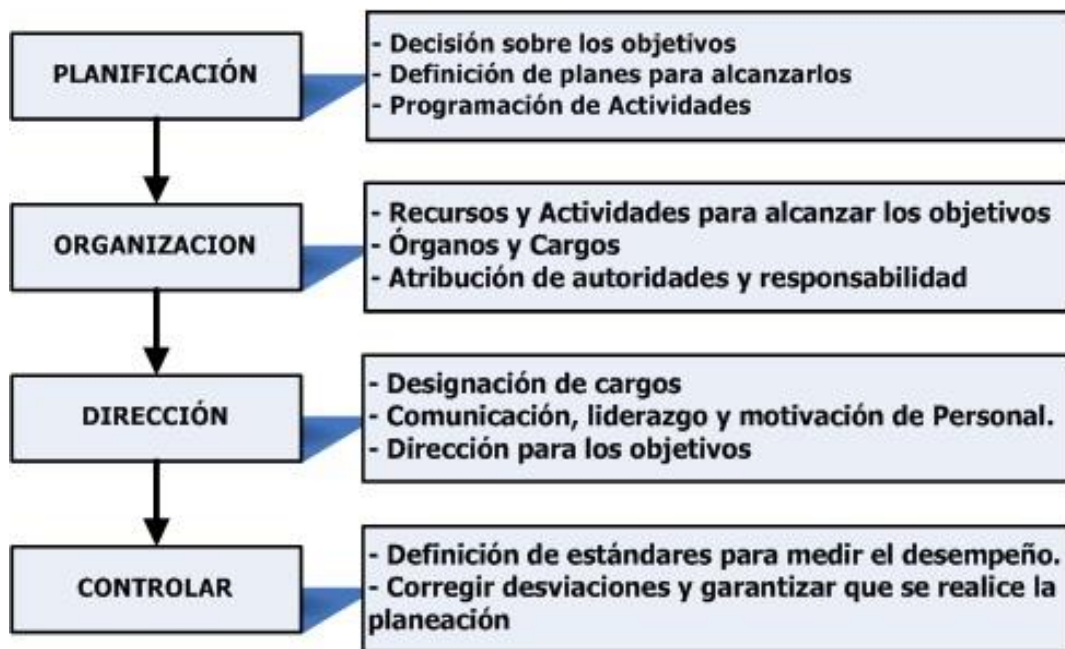 PLANIFICACIÓN
- Decisión sobre los objetivos
- Definición de planes para alcanzarlos
- Programación de Actividades
ORGANIZACION
- Recursos y Actividades para alcanzar los objetivos
- Órganos y Cargos
- Atribución de autoridades y responsabilidad
DIRECCIÓN
- Designación de cargos
- Comunicación, liderazgo y motivación de Personal.
- Dirección para los objetivos
CONTROLAR
- Definición de estándares para medir el desempeño.
- Corregir desviaciones y garantizar que se realice la
planeación